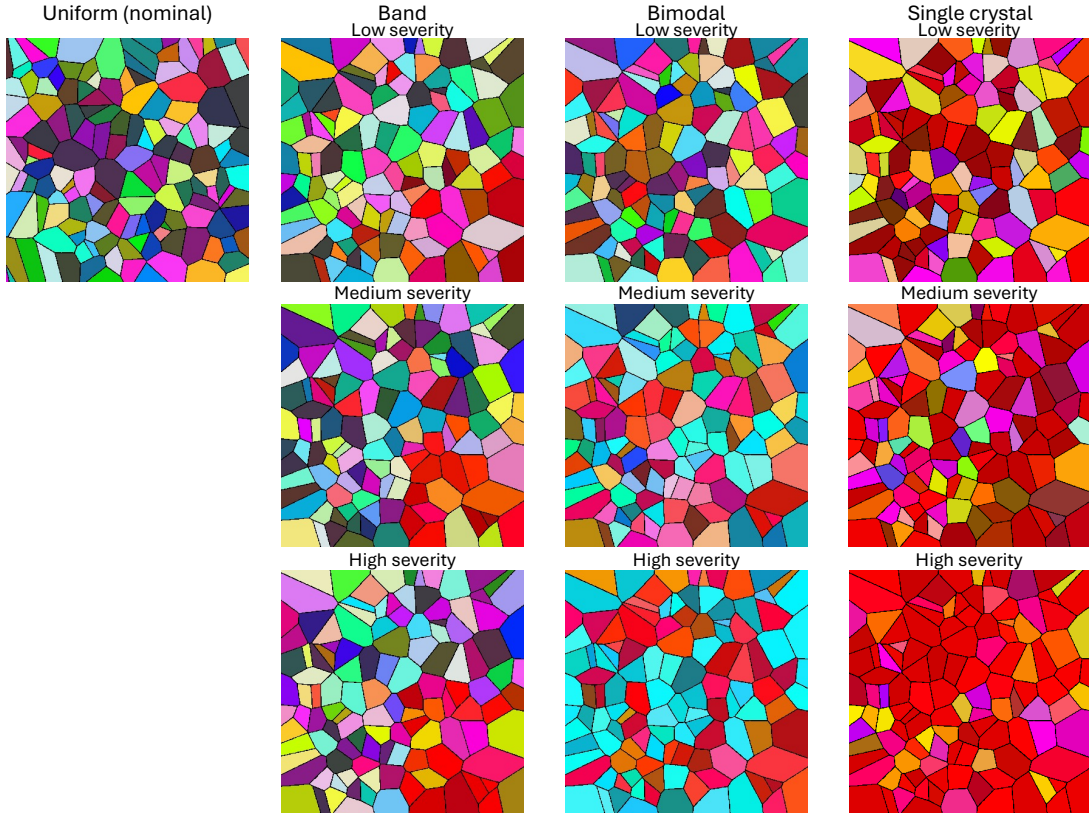 Uniform (nominal)
Band
Bimodal
Single crystal
Low severity
Low severity
Low severity
Medium severity
Medium severity
Medium severity
High severity
High severity
High severity